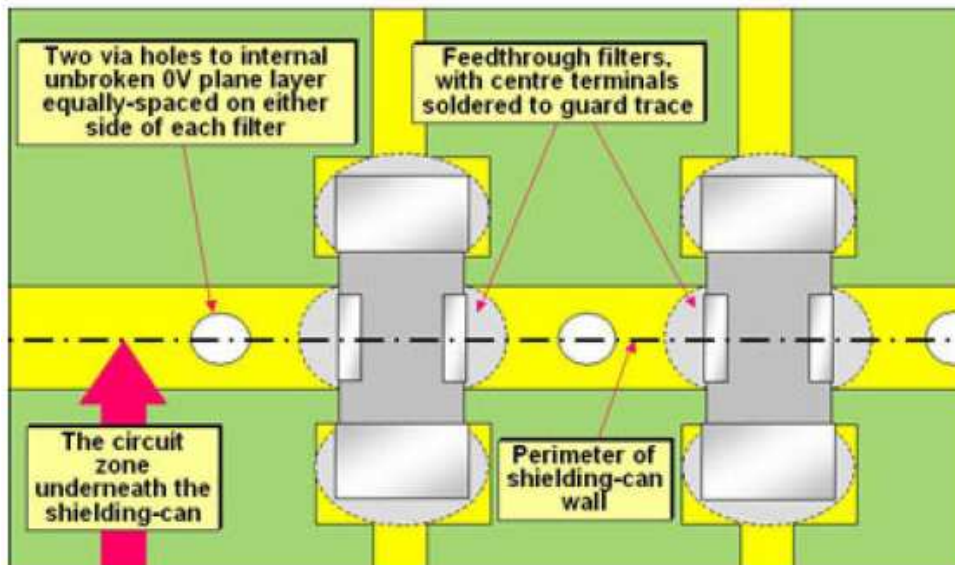 Two via holes to internal
unbroken 0V plane layer
equally-spaced on either
side of each filter
Feedthrough filters,
with centre terminals
soldered to guard trace
The circuit
zone
underneath the
shielding-can
Perimeter of
shielding-can
wall